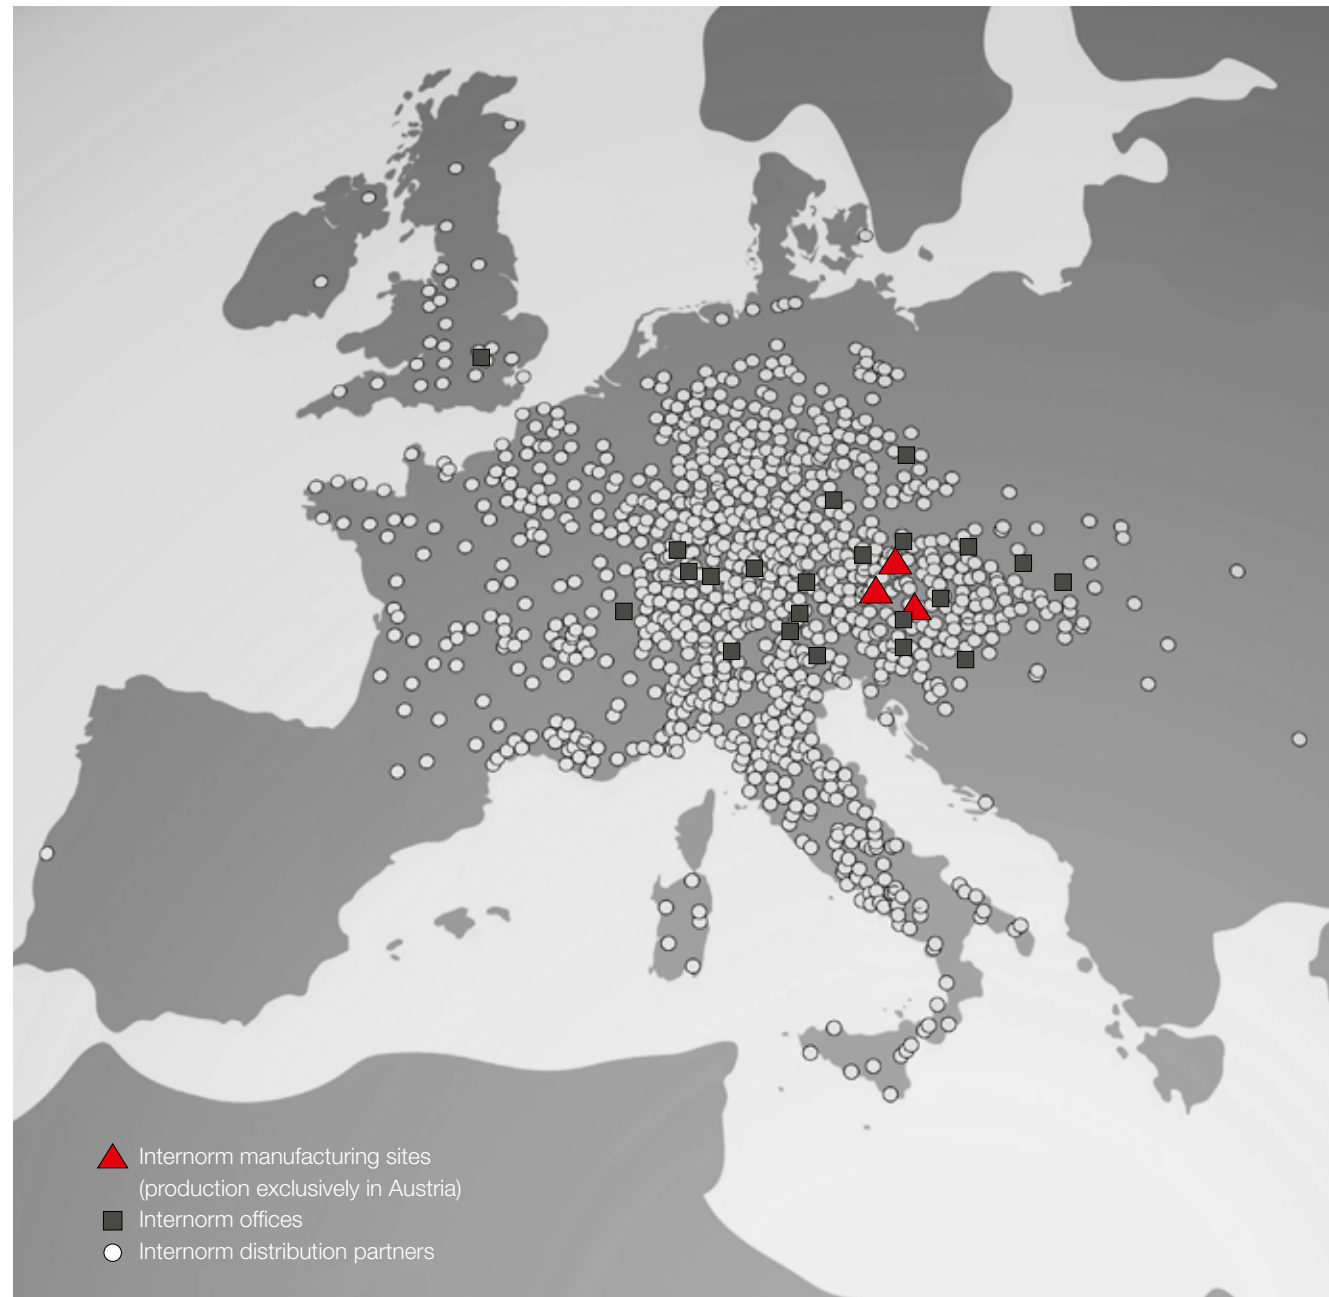 Internorm manufacturing sites
(production exclusively in Austria)
Internorm offices
Internorm distribution partners